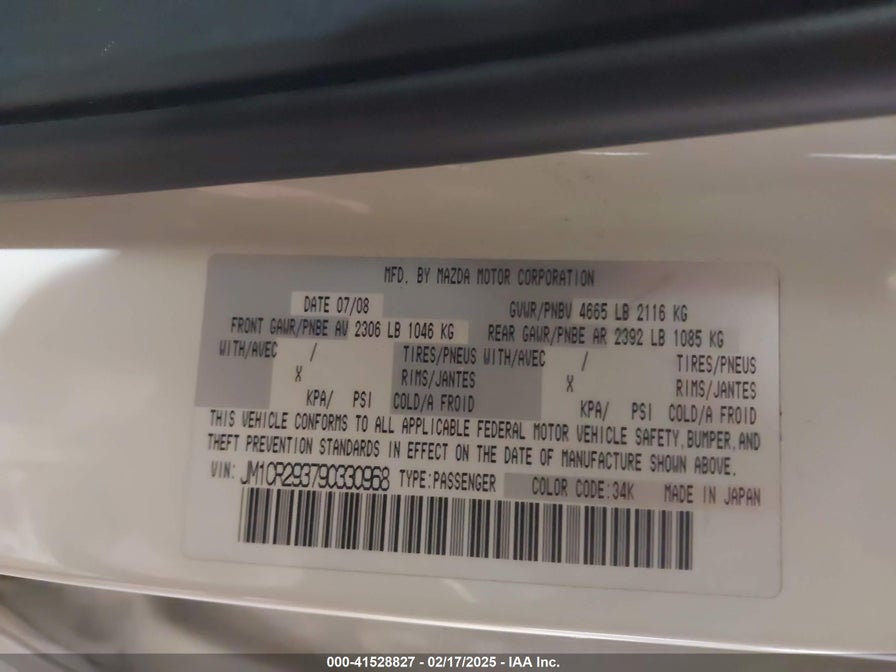 MFD. BY MAZDA MOTOR CORPORATION
DATE 07/08 GVWR/PNBV 4665 LB 2116 KG
FRONT GAWR/PNBE AV 2306 LB 1046 KG REAR GAWR/PNBE AR 2392 LB 1085 KG
WITH/AVEC / TIRES/PNEUS WITH/AVEC / TIRES/PNEUS
X RIMS/JANTES X RIMS/JANTES
KPA/ PSI COLD/A FROID KPA/ PSI COLD/A FROID
THIS VEHICLE CONFORMS TO ALL APPLICABLE FEDERAL MOTOR VEHICLE SAFETY, BUMPER, AND
THEFT PREVENTION STANDARDS IN EFFECT ON THE DATE OF MANUFACTURE SHOWN ABOVE.
VIN: JM1CR293790330968 TYPE:PASSENGER COLOR CODE:34K MADE IN JAPAN
000-41528827 - 02/17/2025 - IAA Inc.